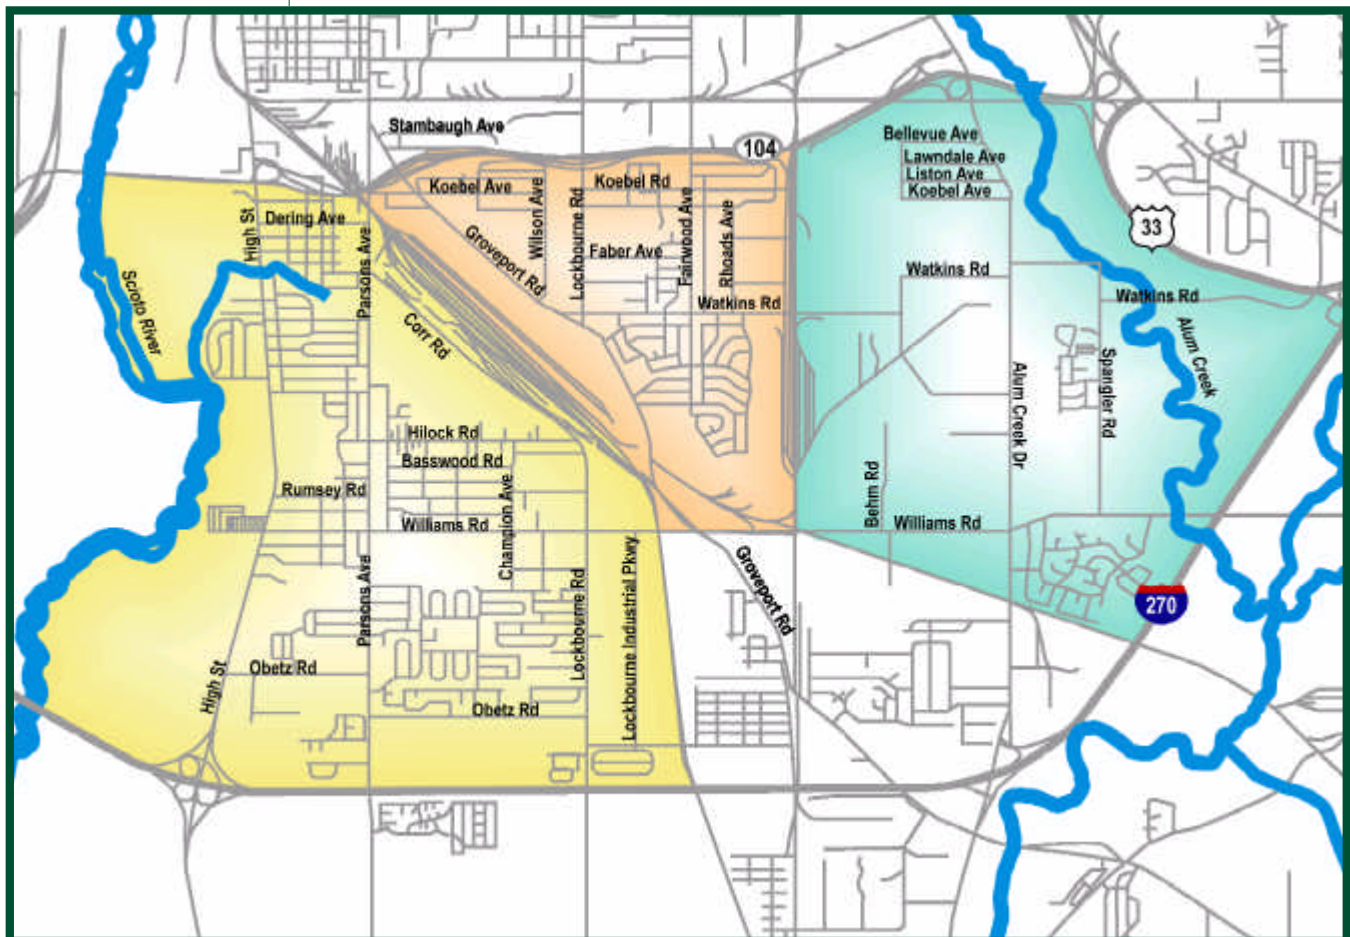 Stambaugh Ave
104
Bellevue Ave
Lawndale Ave
Liston Ave
Koebel Ave
Koebel Ave
Koebel Rd
Wilson Ave
Lockbourne Rd
Fairwood Ave
Rhoads Ave
33
High St
Dering Ave
Parsons Ave
Groveport Rd
Faber Ave
Watkins Rd
Watkins Rd
Watkins Rd
Scioto River
Corr Rd
Alum Creek
Spangler Rd
Alum Creek Dr
Hilock Rd
Basswood Rd
Rumsey Rd
Champion Ave
Behm Rd
Williams Rd
Williams Rd
Parsons Ave
Lockbourne Rd
Lockbourne Industrial Pkwy
Groveport Rd
270
High St
Obetz Rd
Obetz Rd